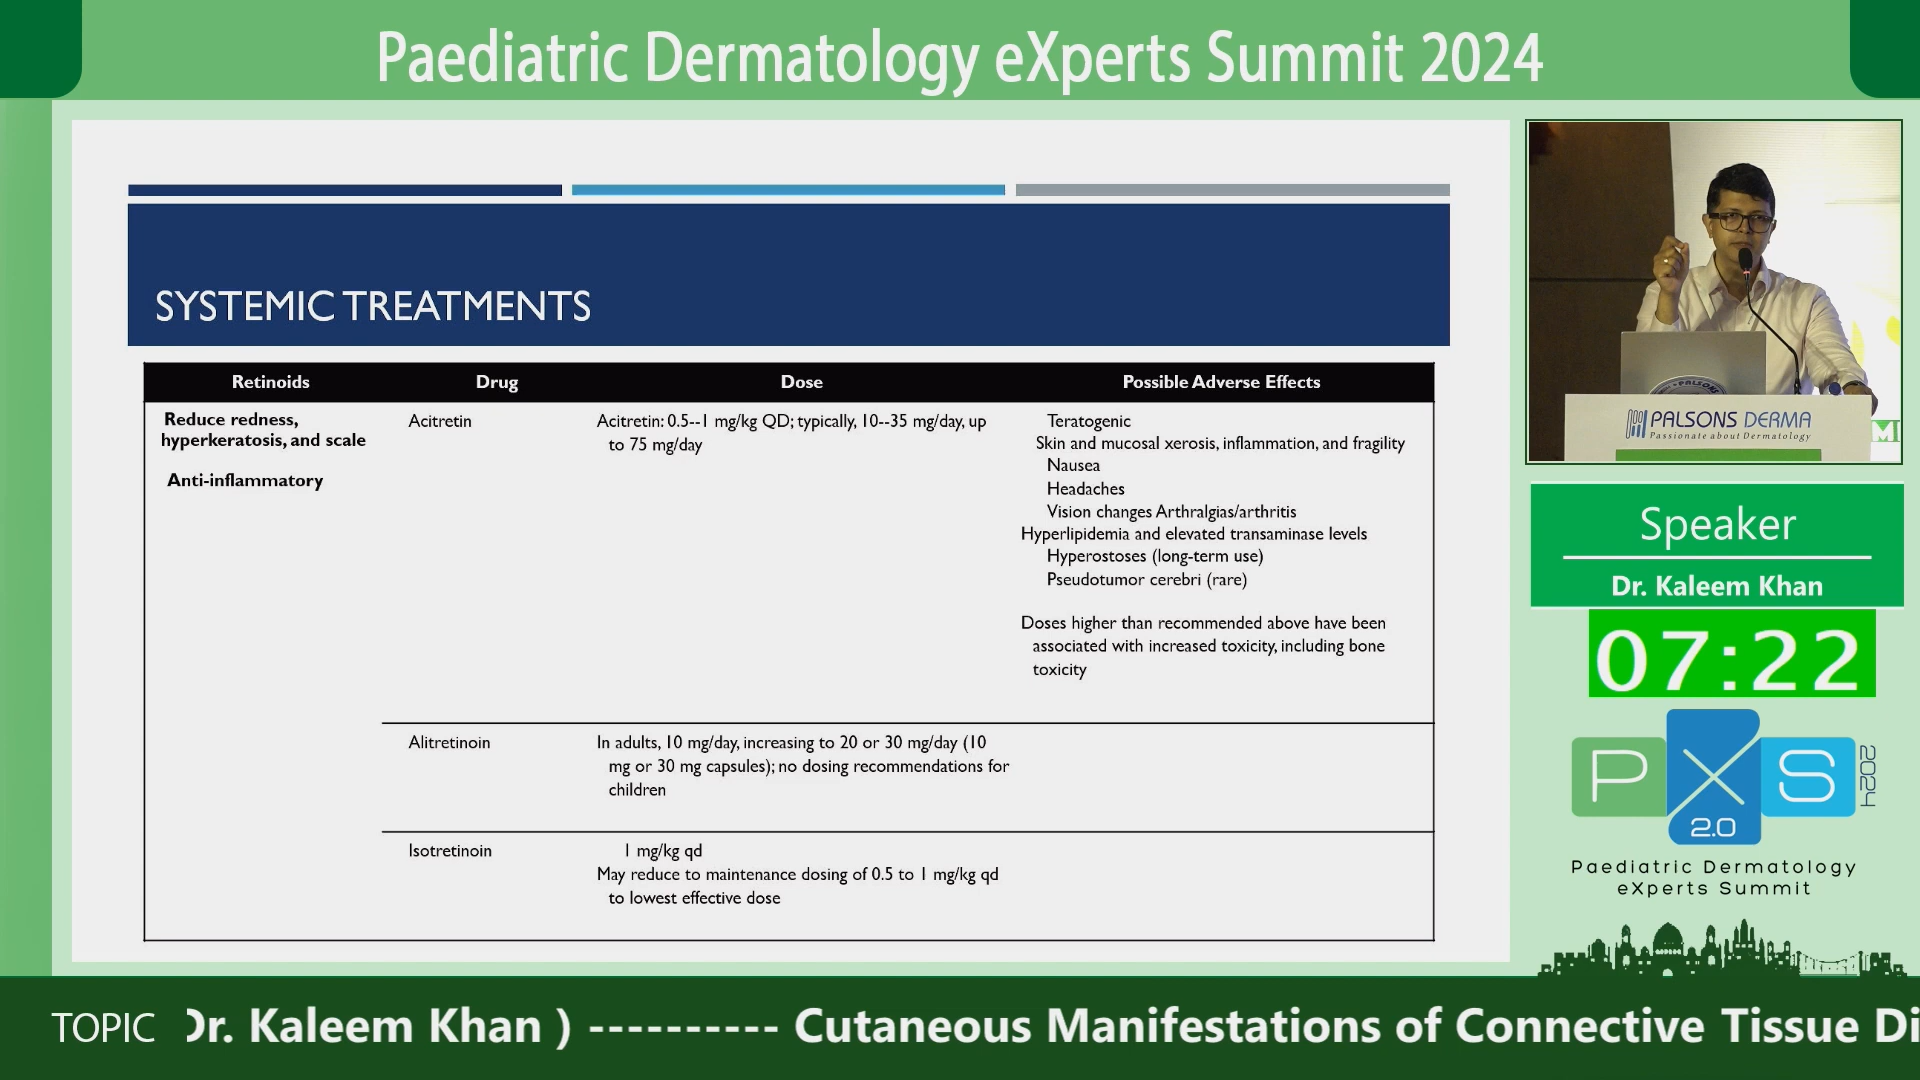 Paediatric Dermatology eXperts Summit 2024
SYSTEMIC TREATMENTS
Retinoids Drug Dose Possible Adverse Effects
Reduce redness,
hyperkeratosis, and scale
Anti-inflammatory
Acitretin
Acitretin: 0.5--1 mg/kg QD; typically, 10--35 mg/day, up
to 75 mg/day
Teratogenic
Skin and mucosal xerosis, inflammation, and fragility
Nausea
Headaches
Vision changes Arthralgias/arthritis
Hyperlipidemia and elevated transaminase levels
Hyperostoses (long-term use)
Pseudotumor cerebri (rare)
Doses higher than recommended above have been
associated with increased toxicity, including bone
toxicity
Alitretinoin
In adults, 10 mg/day, increasing to 20 or 30 mg/day (10
mg or 30 mg capsules); no dosing recommendations for
children
Isotretinoin
1 mg/kg qd
May reduce to maintenance dosing of 0.5 to 1 mg/kg qd
to lowest effective dose
PALSONS
PALSONS DERMA
Passionate about Dermatology
M
Speaker
Dr. Kaleem Khan
07:22
P X S 2024
2.0
Paediatric Dermatology
eXperts Summit
TOPIC Dr. Kaleem Khan ) ---------- Cutaneous Manifestations of Connective Tissue Di